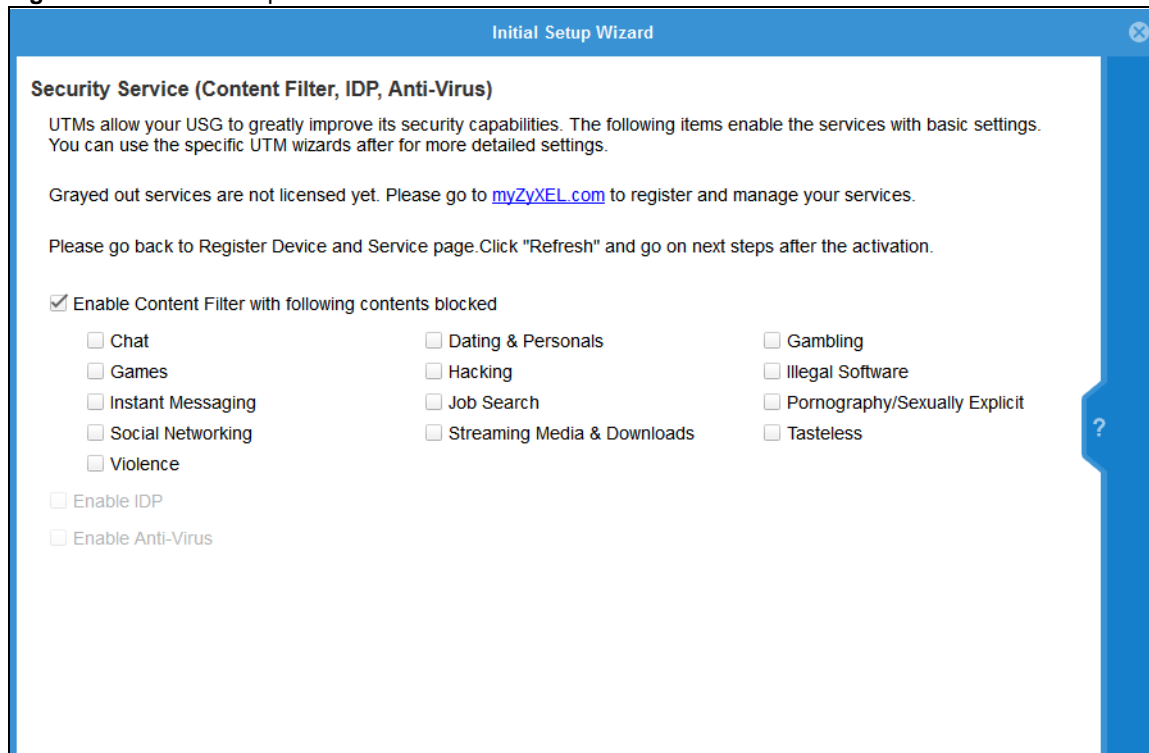 Initial Setup Wizard
Security Service (Content Filter, IDP, Anti-Virus)
UTMs allow your USG to greatly improve its security capabilities. The following items enable the services with basic settings.
You can use the specific UTM wizards after for more detailed settings.
Grayed out services are not licensed yet. Please go to myZyXEL.com to register and manage your services.
Please go back to Register Device and Service page.Click "Refresh" and go on next steps after the activation.
Enable Content Filter with following contents blocked
Chat Dating & Personals Gambling
Games Hacking Illegal Software
Instant Messaging Job Search Pornography/Sexually Explicit
Social Networking Streaming Media & Downloads Tasteless
Violence
Enable IDP
Enable Anti-Virus
?